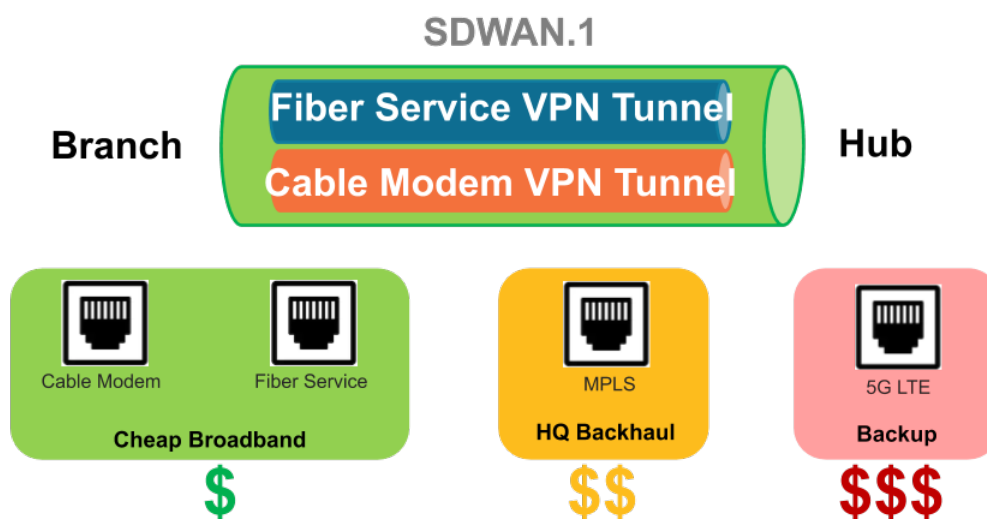 SDWAN.1
Fiber Service VPN Tunnel
Branch
Hub
Cable Modem VPN Tunnel
Cable Modem
Fiber Service
MPLS
5G LTE
Cheap Broadband
HQ Backhaul
Backup
$
$$
$$$